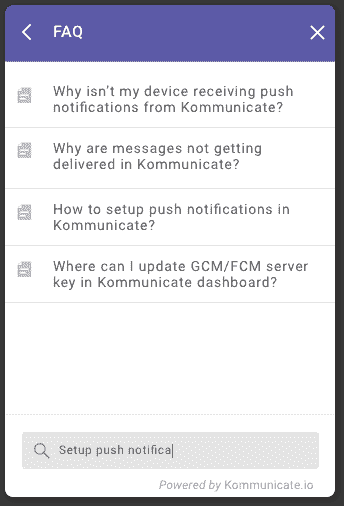 FAQ
Why isn't my device receiving push
notifications from Kommunicate?
Why are messages not getting
delivered in Kommunicate?
How to setup push notifications in
Kommunicate?
Where can I update GCM/FCM server
key in Kommunicate dashboard?
Setup push notifica
Powered by Kommunicate.io